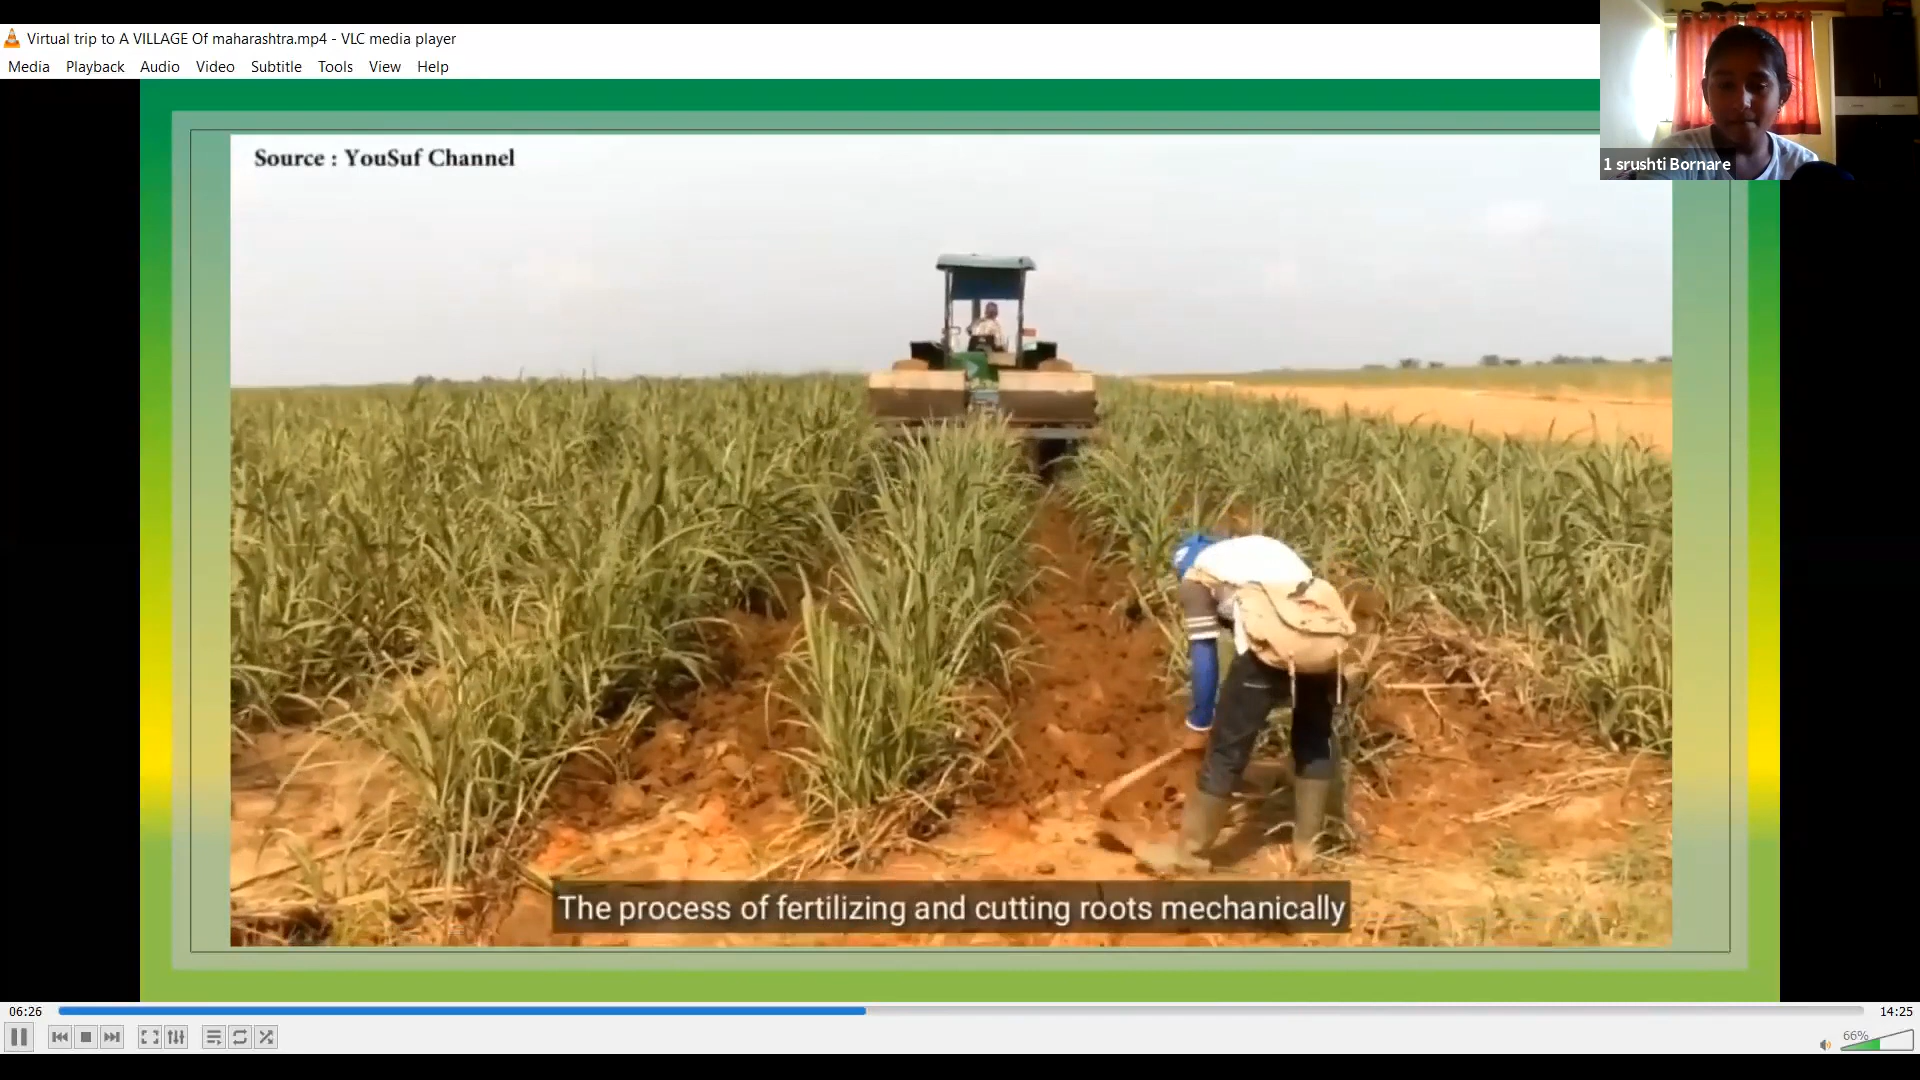 Virtual trip to A VILLAGE Of maharashtra.mp4 - VLC media player
Media Playback Audio Video Subtitle Tools View Help
1 srushti Bornare
Source : YouSuf Channel
The process of fertilizing and cutting roots mechanically
06:26
14:25
66%